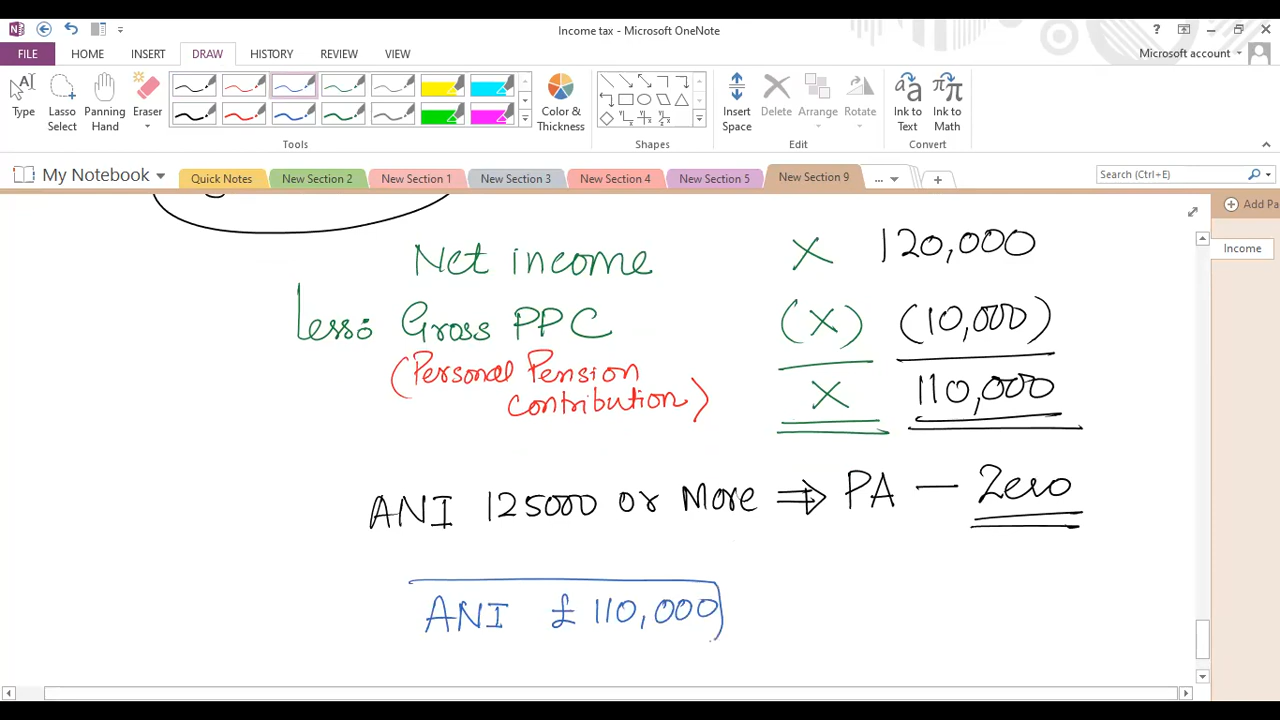 Income tax - Microsoft OneNote
FILE HOME INSERT DRAW HISTORY REVIEW VIEW
Microsoft account
Type
Lasso Select
Panning Hand
Eraser
Color & Thickness
Insert Space
Delete
Arrange
Rotate
Ink to Text
Ink to Math
Tools Shapes Edit Convert
My Notebook Quick Notes New Section 2 New Section 1 New Section 3 New Section 4 New Section 5 New Section 9 ... Search (Ctrl+E)
Add Pa
Income
Net income X 120,000
less: Gross PPC (X) (10,000)
(Personal Pension
contribution) X 110,000
ANI 125000 or More ⇒ PA — Zero
ANI £110,000